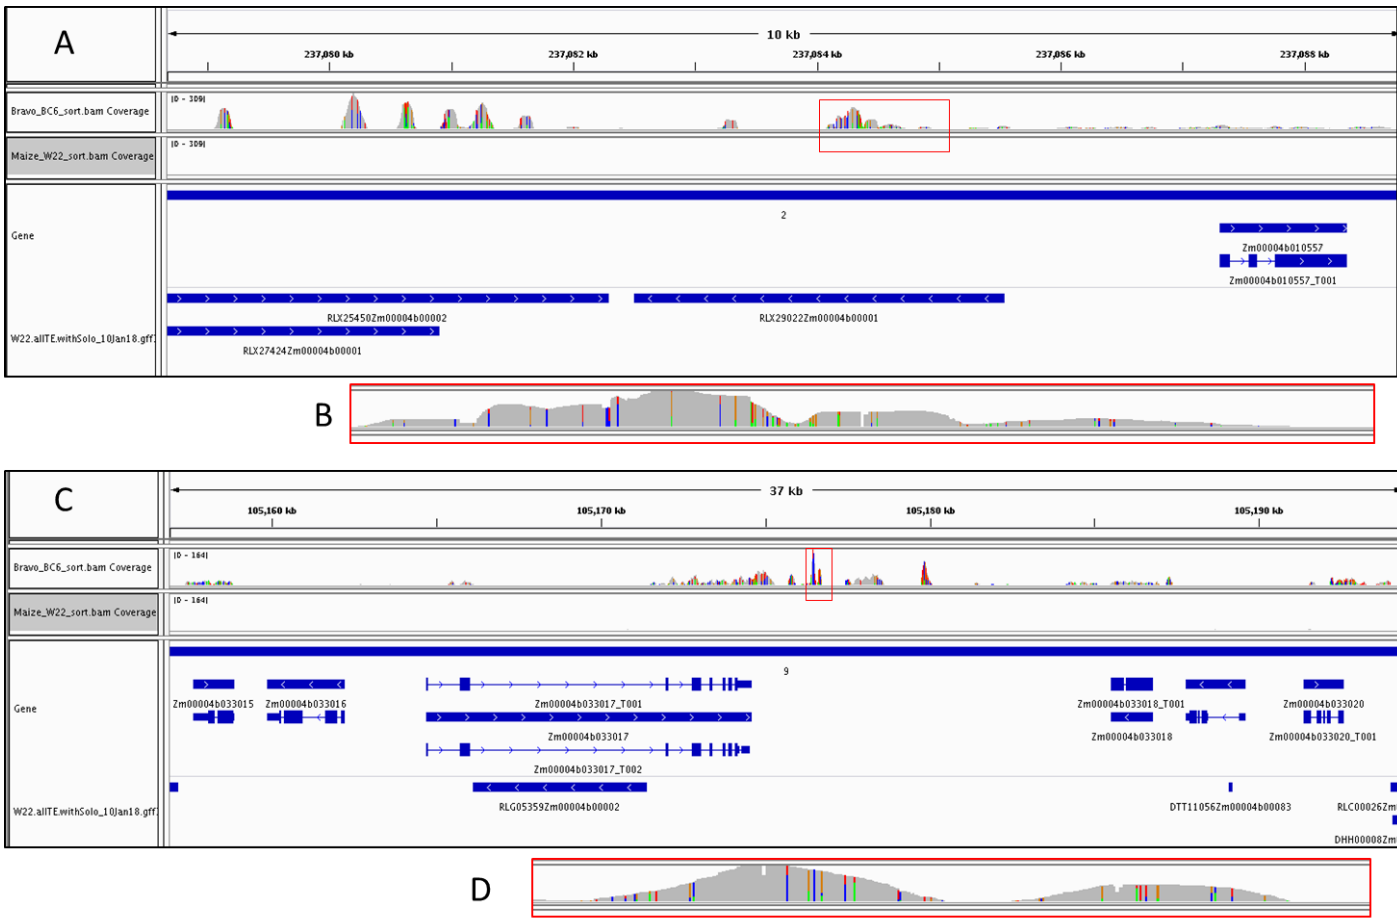 A
10 kb
237,080 kb 237,082 kb 237,084 kb 237,086 kb 237,088 kb
Bravo_BC6_sort.bam Coverage
[0 - 309]
Maize_W22_sort.bam Coverage
[0 - 309]
2
Gene
Zm00004b010557
Zm00004b010557_T001
RLX25450Zm00004b00002
RLX29022Zm00004b00001
W22.allTE.withSolo_10Jan18.gff3
RLX27424Zm00004b00001
B
C
37 kb
105,160 kb 105,170 kb 105,180 kb 105,190 kb
Bravo_BC6_sort.bam Coverage
[0 - 164]
Maize_W22_sort.bam Coverage
[0 - 164]
9
Gene
Zm00004b033015
Zm00004b033016
Zm00004b033017_T001
Zm00004b033018_T001
Zm00004b033020
Zm00004b033017
Zm00004b033018
Zm00004b033020_T001
Zm00004b033017_T002
W22.allTE.withSolo_10Jan18.gff
RLG05359Zm00004b00002
DTT11056Zm00004b00083
RLC00026Zm
DHH00008Zm
D